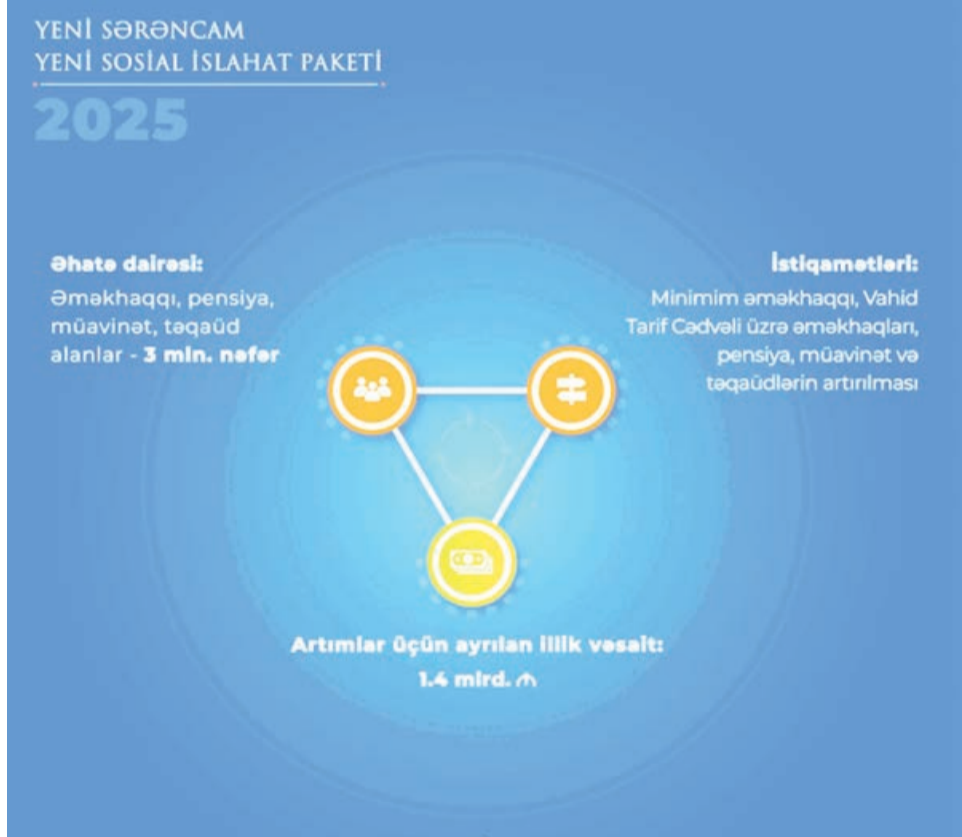 YENİ SƏRƏNCAM
YENİ SOSİAL İSLAHAT PAKETİ
2025
Əhatə dairəsi:
Əməkhaqqı, pensiya,
müavinət, təqaüd
alanlar - 3 mln. nəfər
İstiqamətləri:
Minimim əməkhaqqı, Vahid
Tarif Cədvəli üzrə əməkhaqları,
pensiya, müavinət və
təqaüdlərin artırılması
Artımlar üçün ayrılan illik vəsait:
1.4 mlrd. ₼